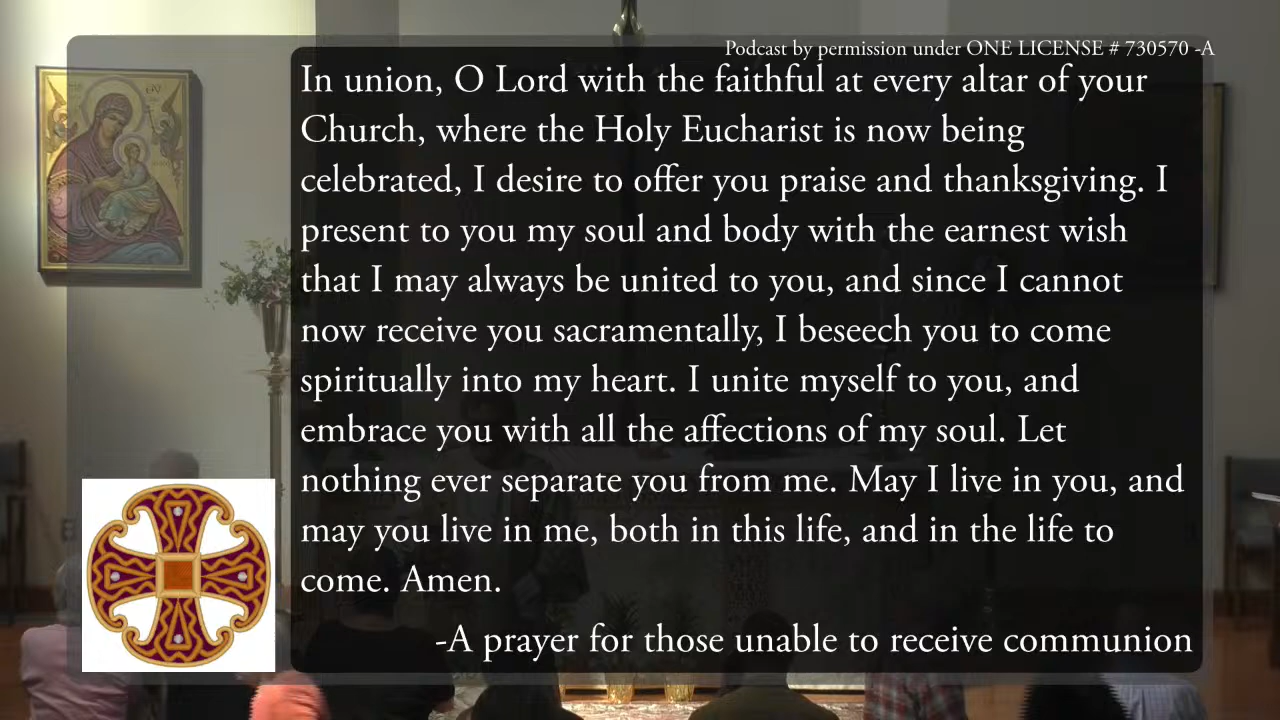 Podcast by permission under ONE LICENSE # 730570 -A
In union, O Lord with the faithful at every altar of your
Church, where the Holy Eucharist is now being
celebrated, I desire to offer you praise and thanksgiving. I
present to you my soul and body with the earnest wish
that I may always be united to you, and since I cannot
now receive you sacramentally, I beseech you to come
spiritually into my heart. I unite myself to you, and
embrace you with all the affections of my soul. Let
nothing ever separate you from me. May I live in you, and
may you live in me, both in this life, and in the life to
come. Amen.
-A prayer for those unable to receive communion